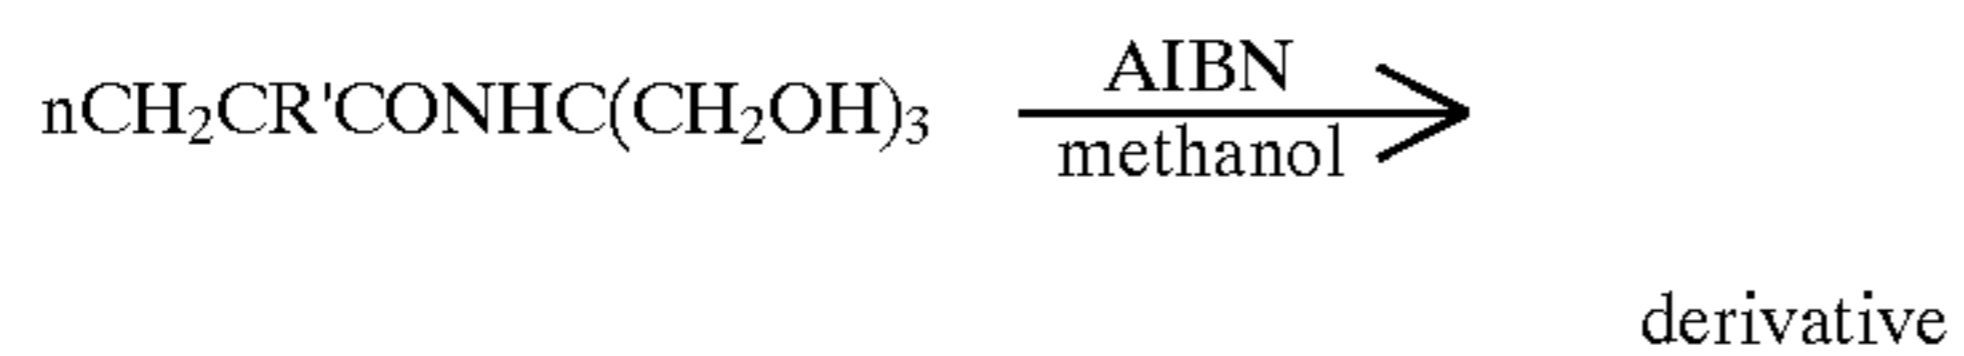 AIBN
nCH₂CR'CONHC(CH₂OH)₃
methanol
derivative